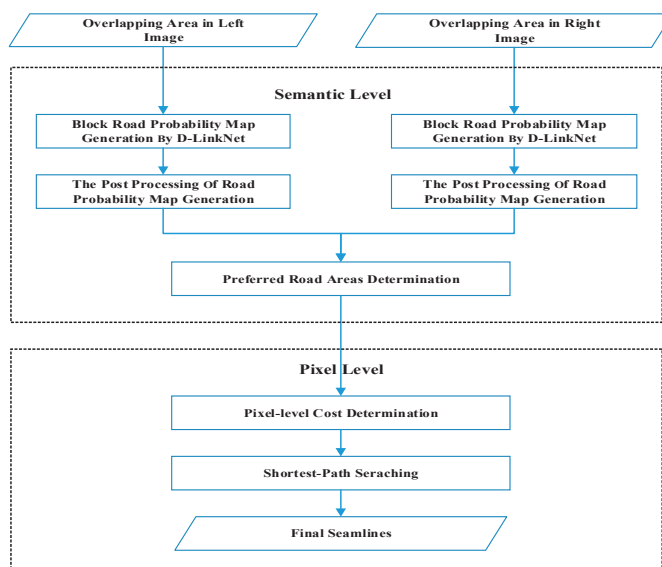 Overlapping Area in Left
Image
Overlapping Area in Right
Image
Semantic Level
Block Road Probability Map
Generation By D-LinkNet
Block Road Probability Map
Generation By D-LinkNet
The Post Processing Of Road
Probability Map Generation
The Post Processing Of Road
Probability Map Generation
Preferred Road Areas Determination
Pixel Level
Pixel-level Cost Determination
Shortest-Path Seraching
Final Seamlines